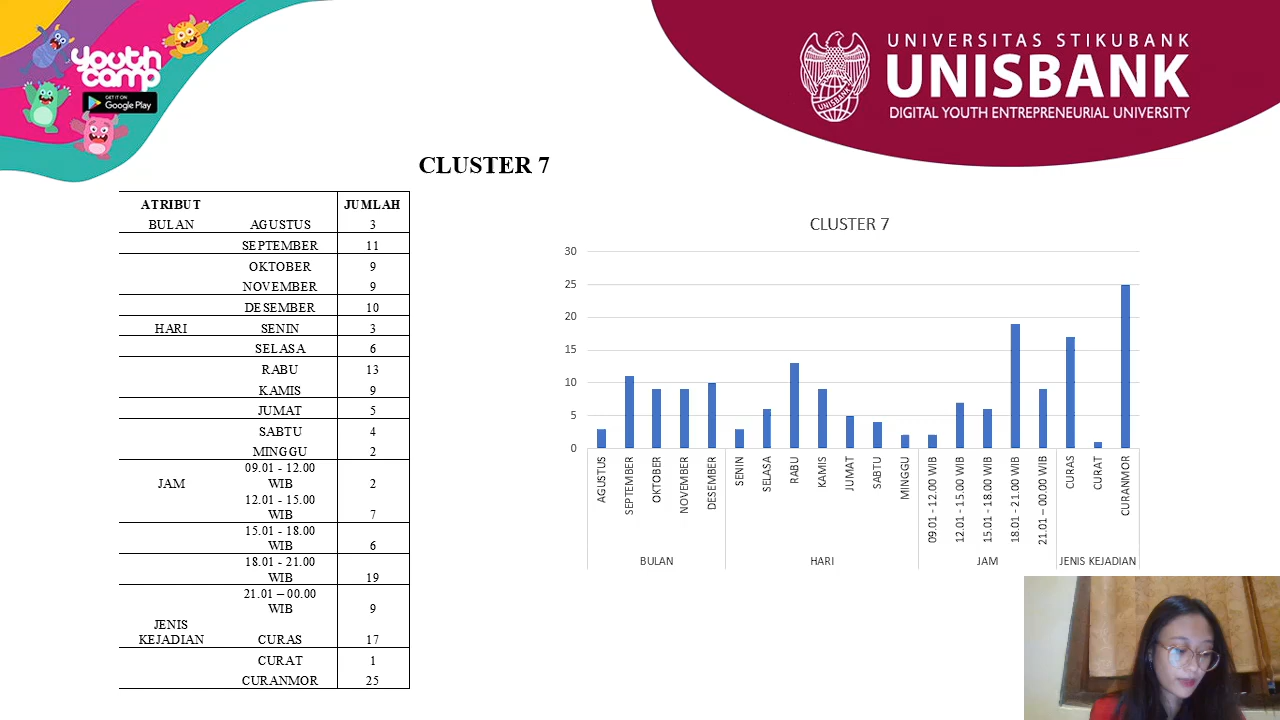 youth
camp
GET IT ON
Google Play
UNIVERSITAS STIKUBANK
UNISBANK
DIGITAL YOUTH ENTREPRENEURIAL UNIVERSITY
UNISBANK
CLUSTER 7
ATRIBUT JUMLAH
BULAN AGUSTUS 3
SEPTEMBER 11
OKTOBER 9
NOVEMBER 9
DESEMBER 10
HARI SENIN 3
SELASA 6
RABU 13
KAMIS 9
JUMAT 5
SABTU 4
MINGGU 2
09.01 - 12.00
JAM WIB 2
12.01 - 15.00
WIB 7
15.01 - 18.00
WIB 6
18.01 - 21.00
WIB 19
21.01 – 00.00
WIB 9
JENIS
KEJADIAN CURAS 17
CURAT 1
CURANMOR 25
CLUSTER 7
30
25
20
15
10
5
0
AGUSTUS
SEPTEMBER
OKTOBER
NOVEMBER
DESEMBER
SENIN
SELASA
RABU
KAMIS
JUMAT
SABTU
MINGGU
09.01 - 12.00 WIB
12.01 - 15.00 WIB
15.01 - 18.00 WIB
18.01 - 21.00 WIB
21.01 – 00.00 WIB
CURAS
CURAT
CURANMOR
BULAN HARI JAM JENIS KEJADIAN